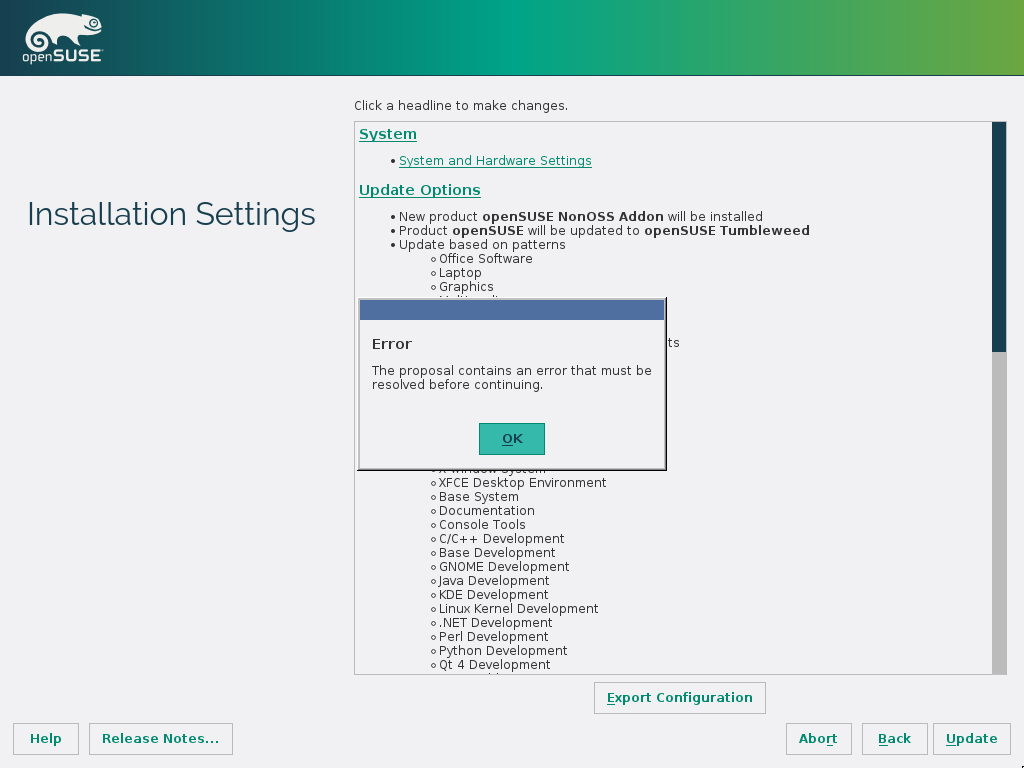 openSUSE
Click a headline to make changes.
System
• System and Hardware Settings
Update Options
Installation Settings
• New product openSUSE NonOSS Addon will be installed
• Product openSUSE will be updated to openSUSE Tumbleweed
• Update based on patterns
Office Software
Laptop
Graphics
ts
Error
The proposal contains an error that must be
resolved before continuing.
OK
X Window System
XFCE Desktop Environment
Base System
Documentation
Console Tools
C/C++ Development
Base Development
GNOME Development
Java Development
KDE Development
Linux Kernel Development
.NET Development
Perl Development
Python Development
Qt 4 Development
Export Configuration
Help
Release Notes...
Abort
Back
Update